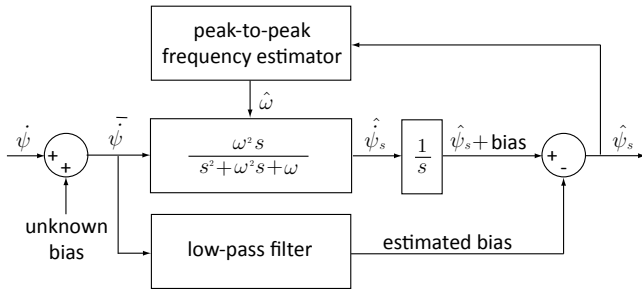 peak-to-peak
frequency estimator
ω̂
ψ̇
ψ̇̄
+
+
ω²s
s²+ω²s+ω
ψ̂̇ₛ
1
s
ψ̂ₛ+ bias
+
-
ψ̂ₛ
unknown
bias
low-pass filter
estimated bias